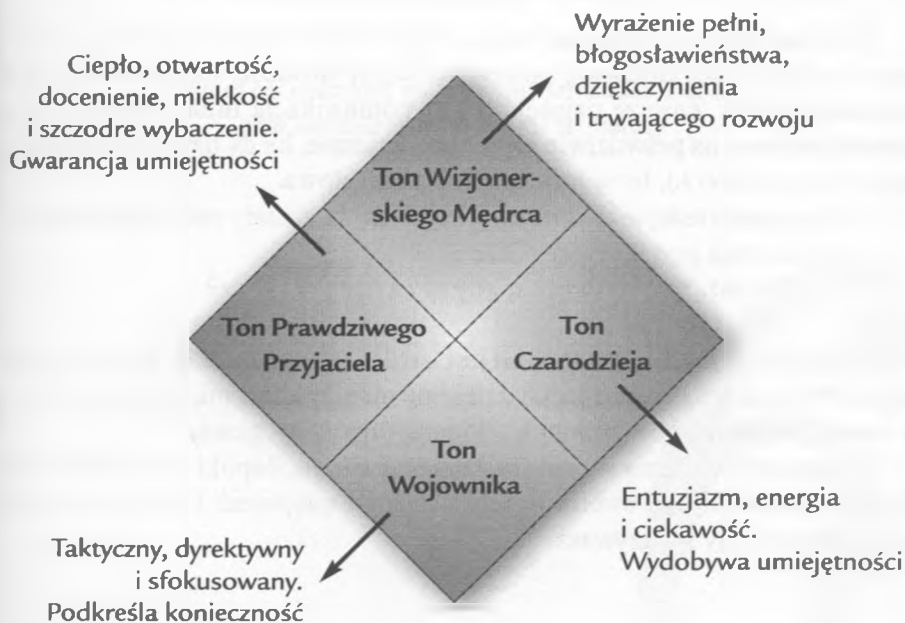 Wyrażenie pełni,
błogosławieństwa,
dziękczynienia
i trwającego rozwoju
Ciepło, otwartość,
docenienie, miękkość
i szczodre wybaczenie.
Gwarancja umiejętności
Ton Wizjoner-
skiego Mędrca
Ton Prawdziwego
Przyjaciela
Ton
Czarodzieja
Ton
Wojownika
Entuzjazm, energia
i ciekawość.
Wydobywa umiejętności
Taktyczny, dyrektywny
i sfokusowany.
Podkreśla konieczność